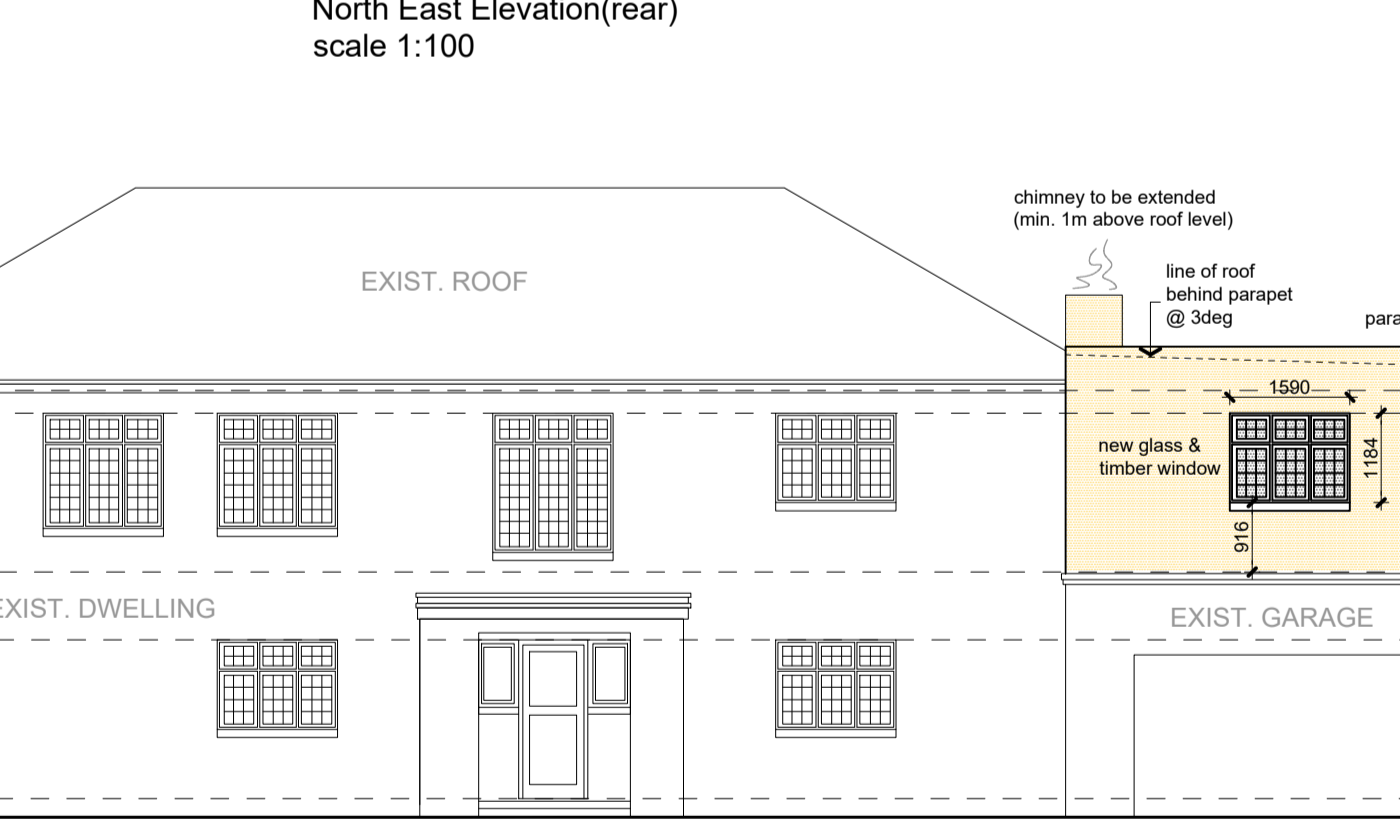 North East Elevation(rear)
scale 1:100
chimney to be extended
(min. 1m above roof level)
line of roof
behind parapet
@ 3deg
para
EXIST. ROOF
1590
new glass &
timber window
1184
916
EXIST. DWELLING
EXIST. GARAGE